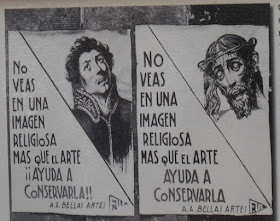 NO
VEAS
EN UNA
IMAGEN
RELIGIOSA
MAS QUE EL ARTE
¡¡AYUDA A
CONSERVARLA!!
A.A. BELLAS ARTES
NO
VEAS
EN UNA
IMAGEN
RELIGIOSA
MAS QUE EL ARTE
AYUDA A
CONSERVARLA
A.A. BELLAS ARTES